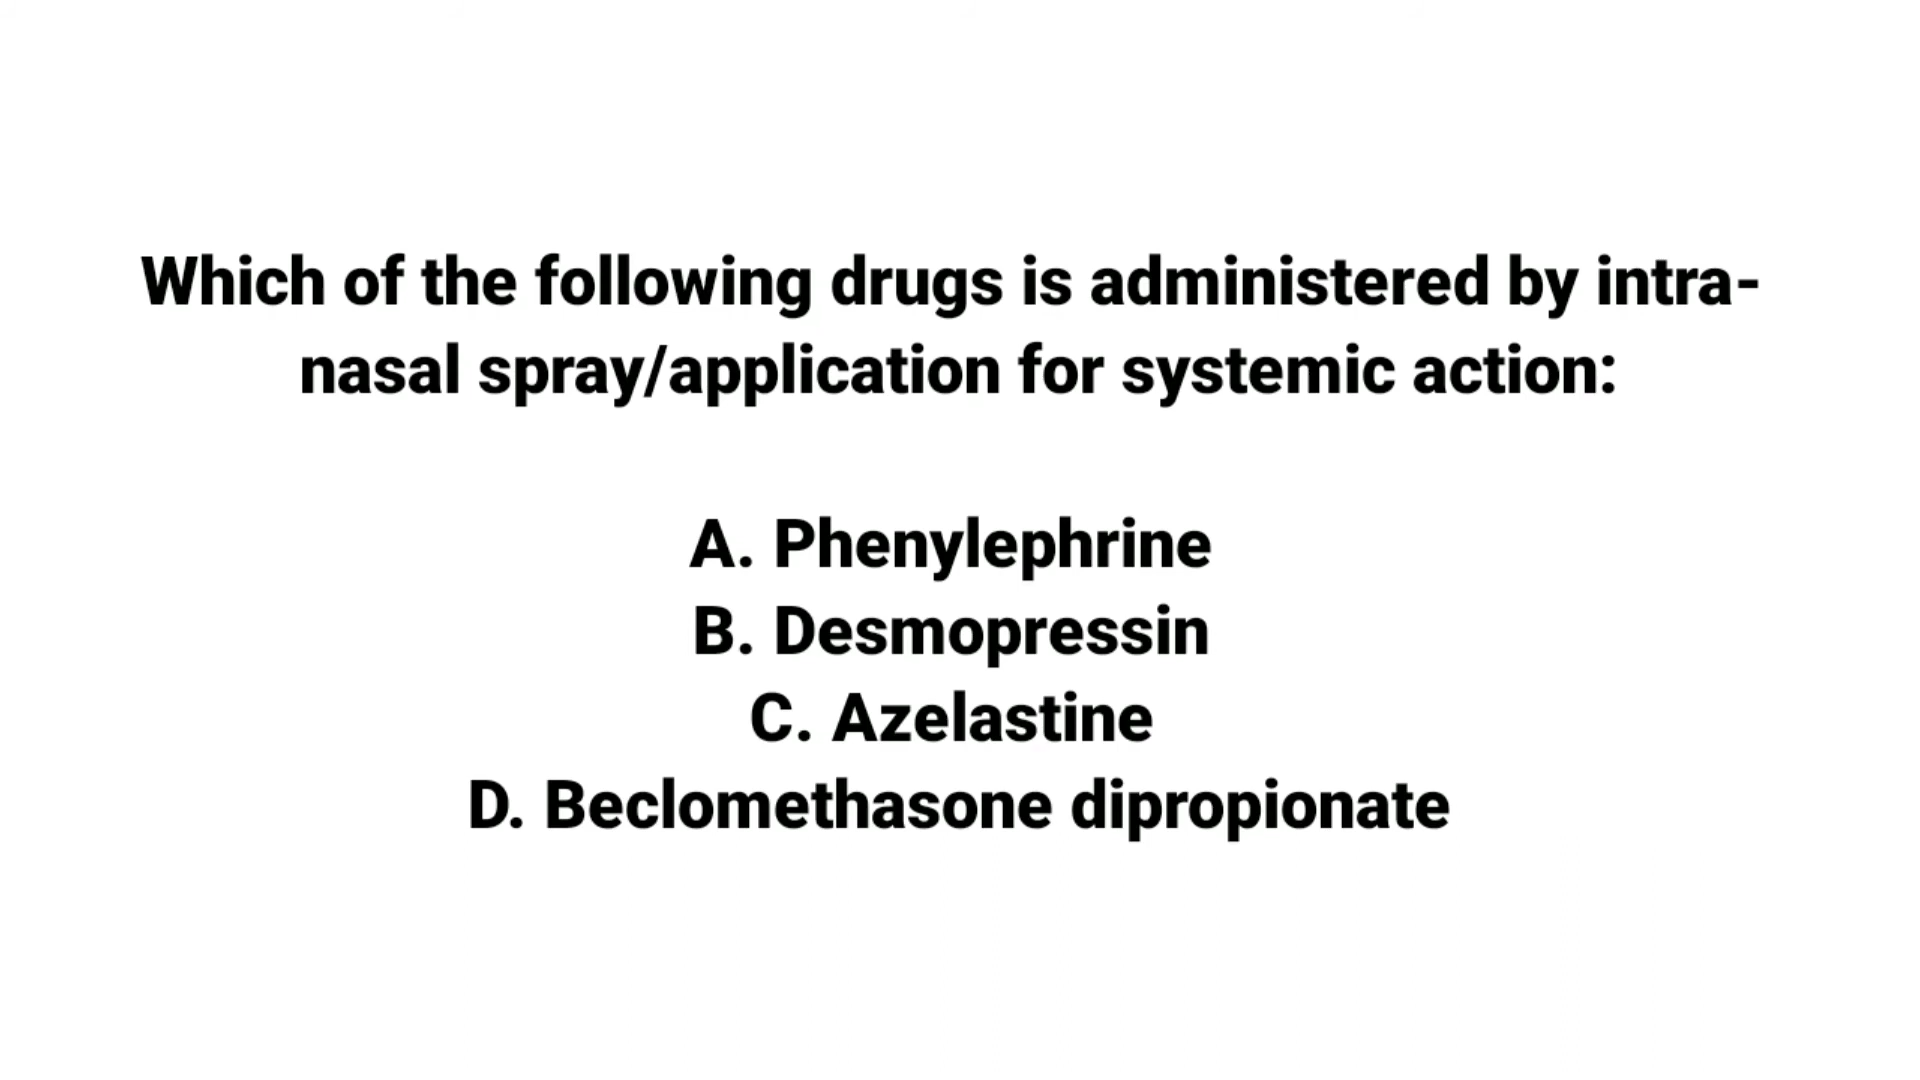 Which of the following drugs is administered by intra-
nasal spray/application for systemic action:
A. Phenylephrine
B. Desmopressin
C. Azelastine
D. Beclomethasone dipropionate